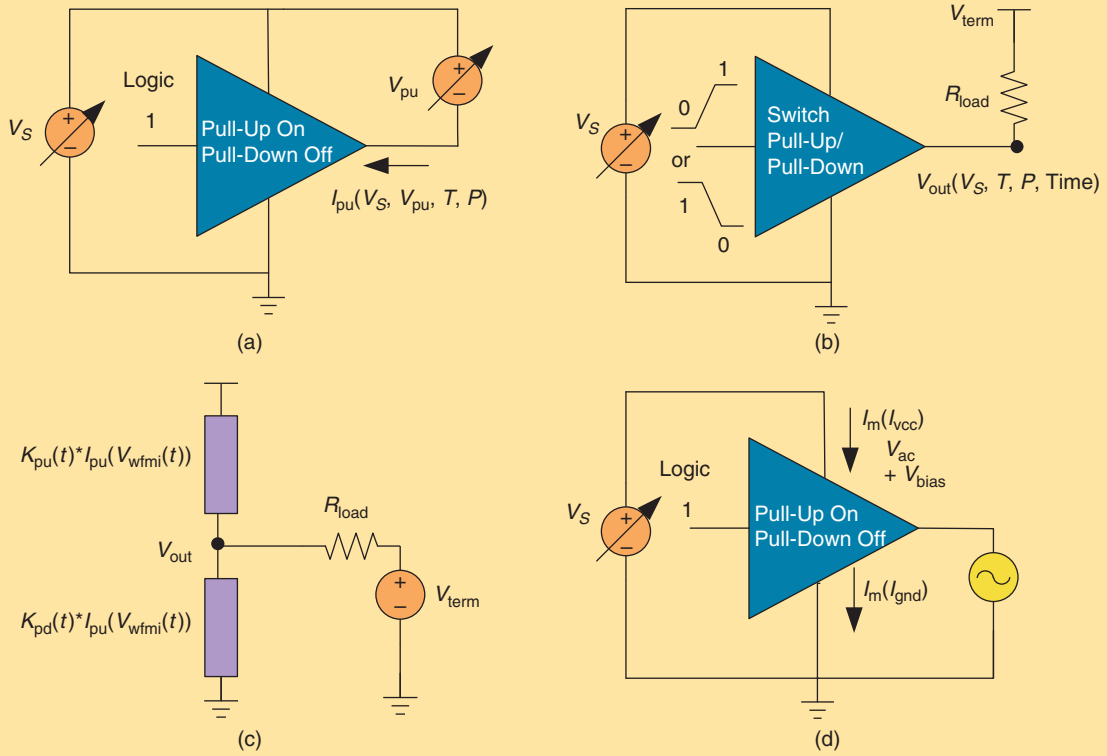 Logic
1
V_S
+
−
Pull-Up On
Pull-Down Off
+
−
V_pu
I_pu(V_S, V_pu, T, P)
(a)
V_term
R_load
1
0
or
1
0
V_S
+
−
Switch
Pull-Up/
Pull-Down
V_out(V_S, T, P, Time)
(b)
K_pu(t)*I_pu(V_wfmi(t))
V_out
R_load
+
−
V_term
K_pd(t)*I_pu(V_wfmi(t))
(c)
I_m(I_vcc)
V_ac
+ V_bias
Logic
1
V_S
+
−
Pull-Up On
Pull-Down Off
I_m(I_gnd)
(d)